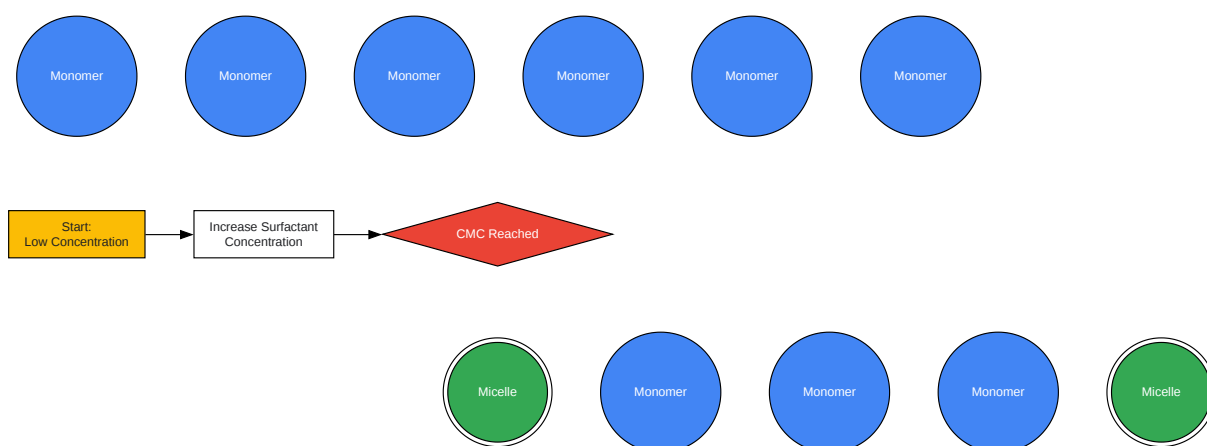 Monomer
Monomer
Monomer
Monomer
Monomer
Monomer
Start:
Low Concentration
Increase Surfactant
Concentration
CMC Reached
Micelle
Monomer
Monomer
Monomer
Micelle